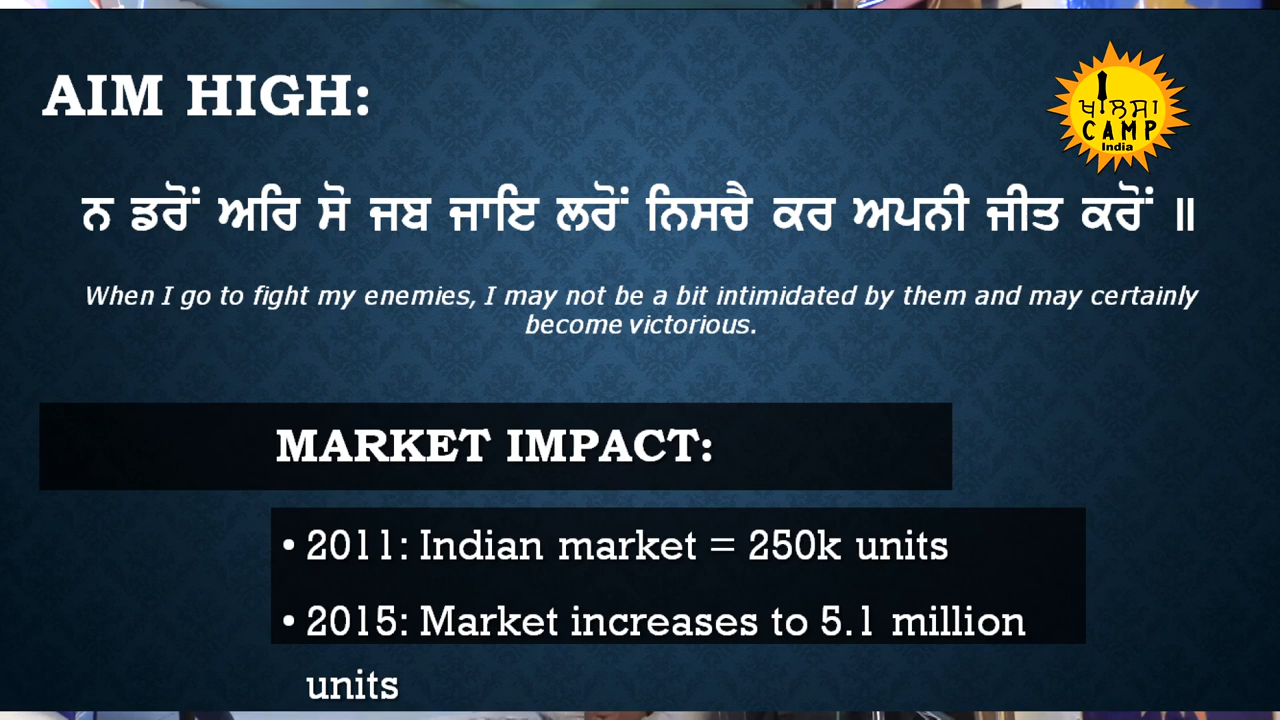 AIM HIGH:
ਖਾਲਸਾ
CAMP
India
ਨ ਡਰੋਂ ਅਰਿ ਸੋ ਜਬ ਜਾਇ ਲਰੋਂ ਨਿਸਚੈ ਕਰ ਅਪਨੀ ਜੀਤ ਕਰੋਂ ॥
When I go to fight my enemies, I may not be a bit intimidated by them and may certainly
become victorious.
MARKET IMPACT:
• 2011: Indian market = 250k units
• 2015: Market increases to 5.1 million
units